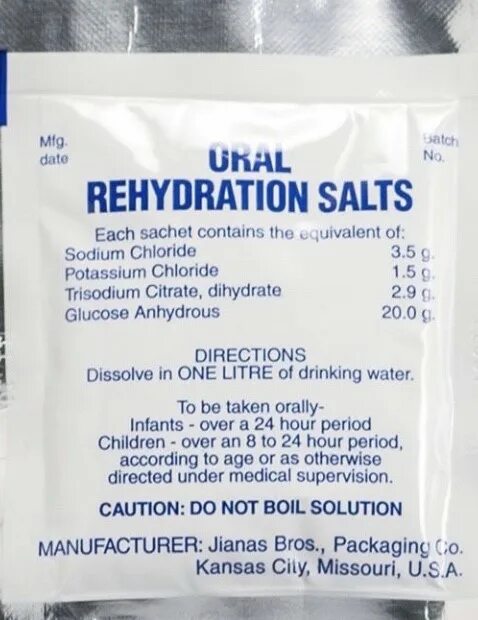 Mfg.
date
Batch
No.
ORAL
REHYDRATION SALTS
Each sachet contains the equivalent of:
Sodium Chloride 3.5 g.
Potassium Chloride 1.5 g.
Trisodium Citrate, dihydrate 2.9 g.
Glucose Anhydrous 20.0 g.
DIRECTIONS
Dissolve in ONE LITRE of drinking water.
To be taken orally-
Infants - over a 24 hour period
Children - over an 8 to 24 hour period,
according to age or as otherwise
directed under medical supervision.
CAUTION: DO NOT BOIL SOLUTION
MANUFACTURER: Jianas Bros., Packaging Co.
Kansas City, Missouri, U.S.A.